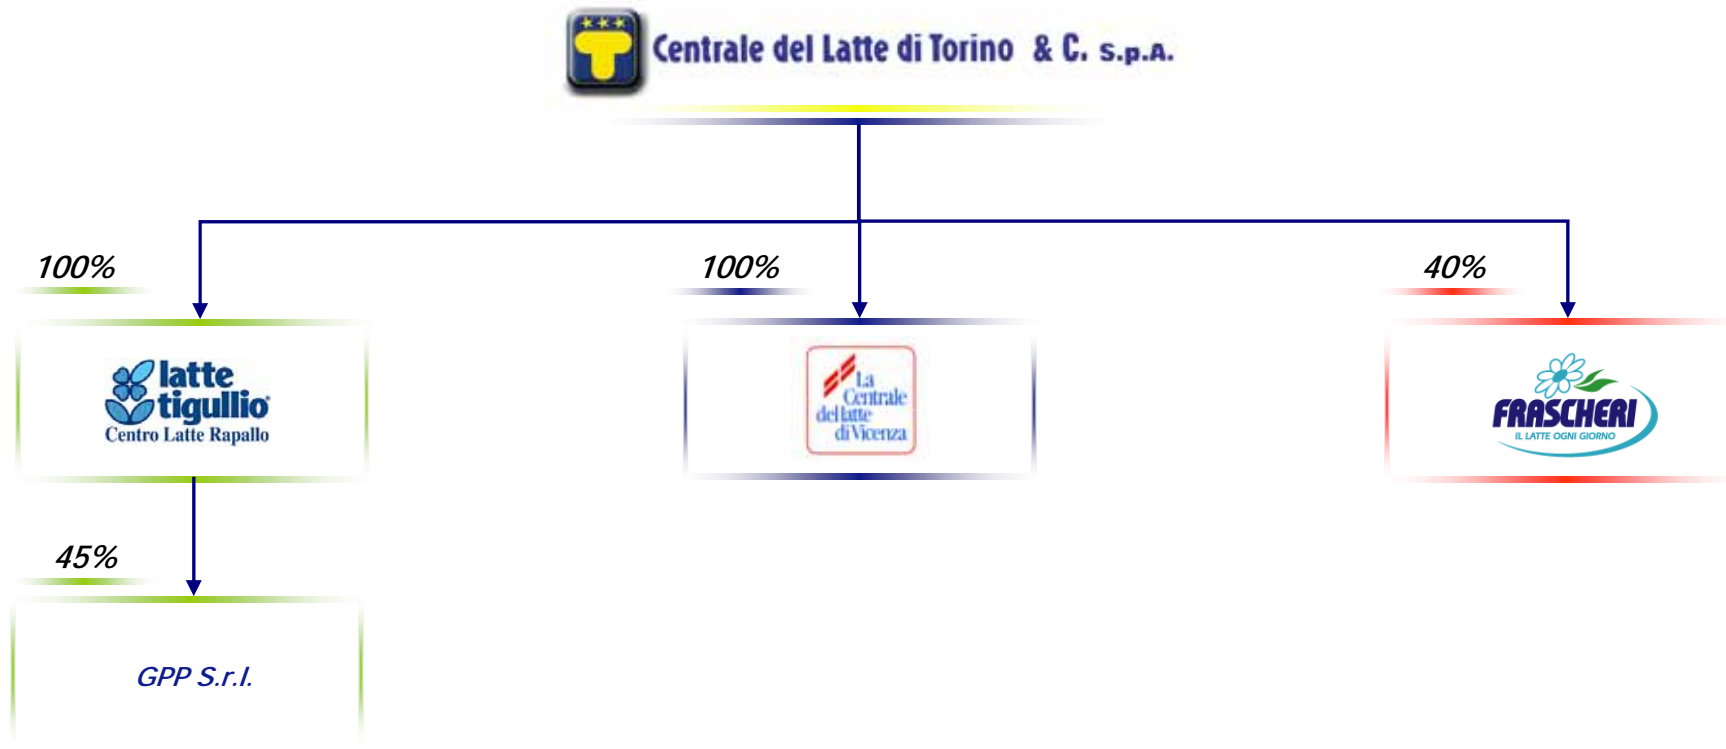 Centrale del Latte di Torino & C. S.p.A.
100%
100%
40%
latte
tigullio
Centro Latte Rapallo
La
Centrale
del latte
di Vicenza
FRASCHERI
IL LATTE OGNI GIORNO
45%
GPP S.r.l.